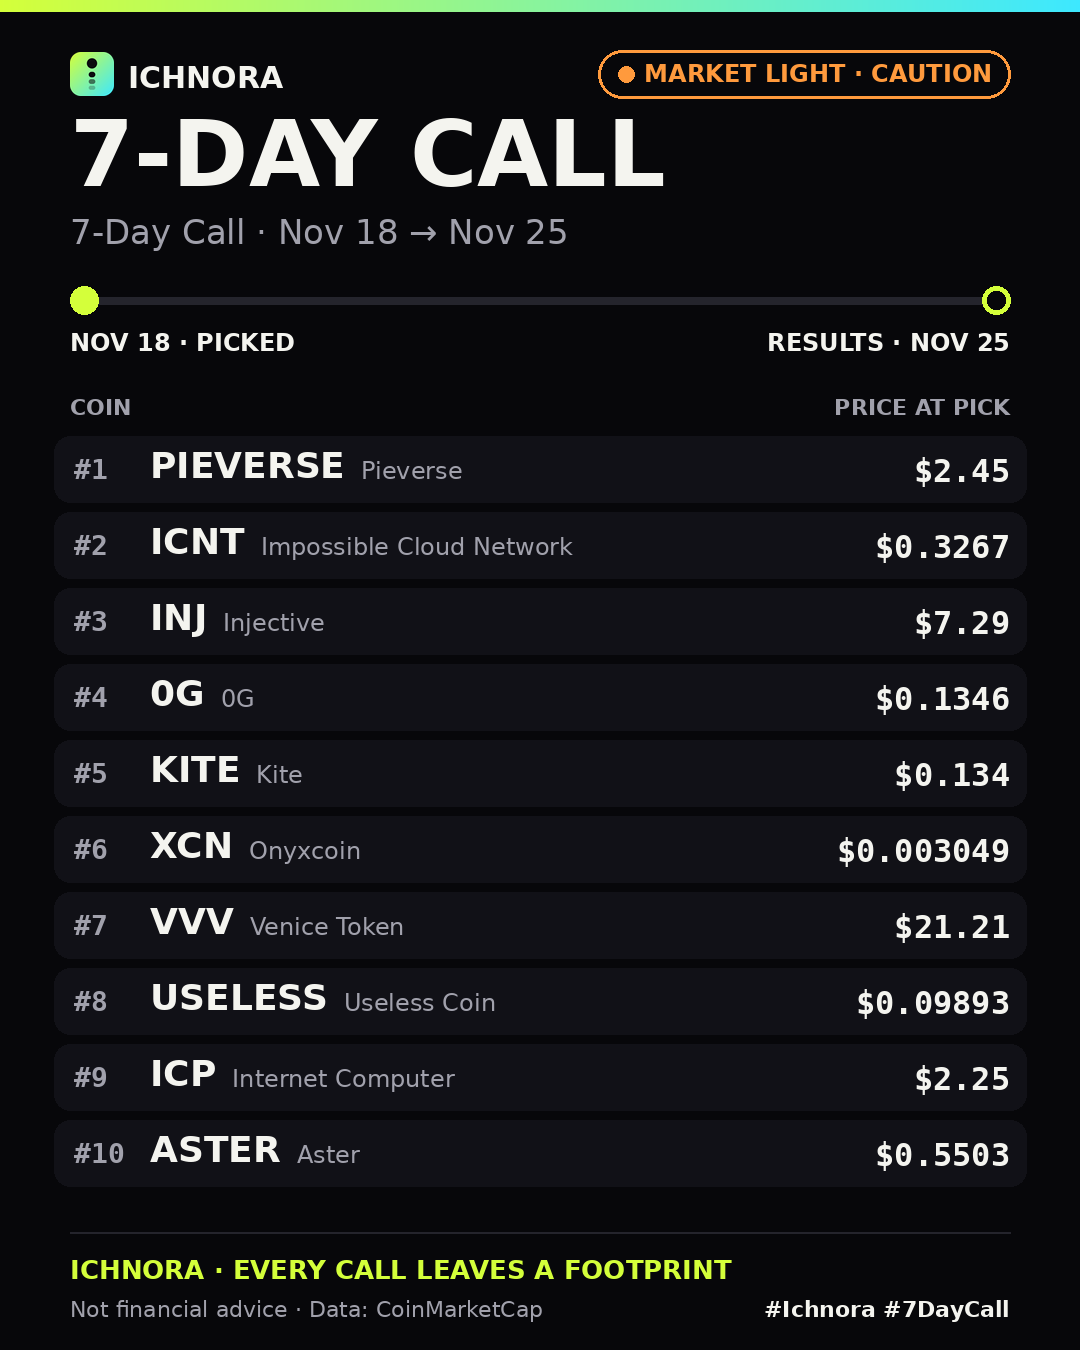 ICHNORA
MARKET LIGHT · CAUTION
7-DAY CALL
7-Day Call · Nov 18 → Nov 25
NOV 18 · PICKED
RESULTS · NOV 25
COIN PRICE AT PICK
#1 PIEVERSE Pieverse $2.45
#2 ICNT Impossible Cloud Network $0.3267
#3 INJ Injective $7.29
#4 0G 0G $0.1346
#5 KITE Kite $0.134
#6 XCN Onyxcoin $0.003049
#7 VVV Venice Token $21.21
#8 USELESS Useless Coin $0.09893
#9 ICP Internet Computer $2.25
#10 ASTER Aster $0.5503
ICHNORA · EVERY CALL LEAVES A FOOTPRINT
Not financial advice · Data: CoinMarketCap
#Ichnora #7DayCall